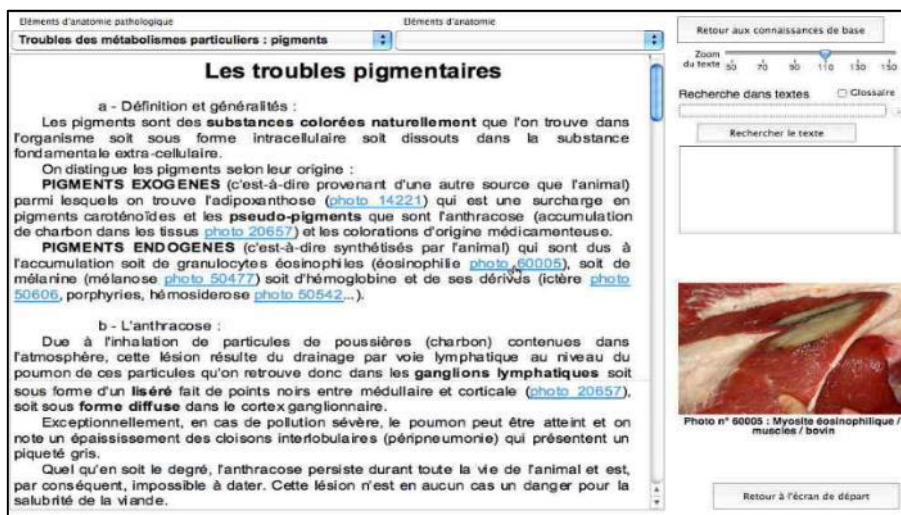 Eléments d'anatomie pathologique
Eléments d'anatomie
Troubles des métabolismes particuliers : pigments
Les troubles pigmentaires
a - Définition et généralités :
Les pigments sont des substances colorées naturellement que l'on trouve dans
l'organisme soit sous forme intracellulaire soit dissouts dans la substance
fondamentale extra-cellulaire.
On distingue les pigments selon leur origine :
PIGMENTS EXOGENES (c'est-à-dire provenant d'une autre source que l'animal)
parmi lesquels on trouve l'adipoxanthose (photo 14221) qui est une surcharge en
pigments caroténoïdes et les pseudo-pigments que sont l'anthracose (accumulation
de charbon dans les tissus photo 20657) et les colorations d'origine médicamenteuse.
PIGMENTS ENDOGENES (c'est-à-dire synthétisés par l'animal) qui sont dus à
l'accumulation soit de granulocytes éosinophiles (éosinophilie photo 60005), soit de
mélanine (mélanose photo 50477) soit d'hémoglobine et de ses dérivés (ictère photo
50606, porphyries, hémosiderose photo 50542...).
b - L'anthracose :
Due à l'inhalation de particules de poussières (charbon) contenues dans
l'atmosphère, cette lésion résulte du drainage par voie lymphatique au niveau du
poumon de ces particules qu'on retrouve donc dans les ganglions lymphatiques soit
sous forme d'un liséré fait de points noirs entre médullaire et corticale (photo 20657),
soit sous forme diffuse dans le cortex ganglionnaire.
Exceptionnellement, en cas de pollution sévère, le poumon peut être atteint et on
note un épaississement des cloisons interlobulaires (péripneumonie) qui présentent un
piqueté gris.
Quel qu'en soit le degré, l'anthracose persiste durant toute la vie de l'animal et est,
par conséquent, impossible à dater. Cette lésion n'est en aucun cas un danger pour la
salubrité de la viande.
Retour aux connaissances de base
Zoom
du texte 50 70 90 110 130 150
Recherche dans textes
Glossaire
Rechercher le texte
Photo n° 60005 : Myosite éosinophilique /
muscles / bovin
Retour à l'écran de départ